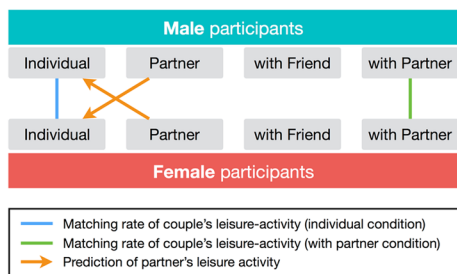 Male participants
Individual Partner with Friend with Partner
Individual Partner with Friend with Partner
Female participants
Matching rate of couple's leisure-activity (individual condition)
Matching rate of couple's leisure-activity (with partner condition)
Prediction of partner's leisure activity